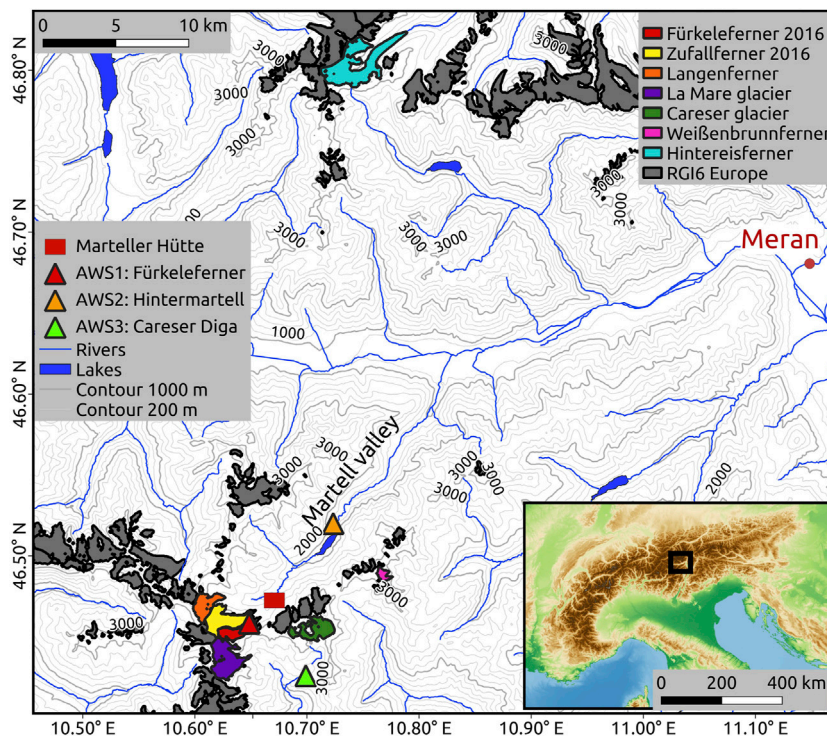 0 5 10 km
46.80° N
46.70° N
46.60° N
46.50° N
Fürkeleferner 2016
Zufallferner 2016
Langenferner
La Mare glacier
Careser glacier
Weißenbrunnferner
Hintereisferner
RGI6 Europe
3000
3000
3000
3000
3000
3000
3000
3000
3000
Marteller Hütte
AWS1: Fürkeleferner
AWS2: Hintermartell
AWS3: Careser Diga
Rivers
Lakes
Contour 1000 m
Contour 200 m
Meran
1000
Martell valley
3000
3000
3000
3000
3000
2000
2000
3000
3000
3000
0 200 400 km
10.50° E 10.60° E 10.70° E 10.80° E 10.90° E 11.00° E 11.10° E